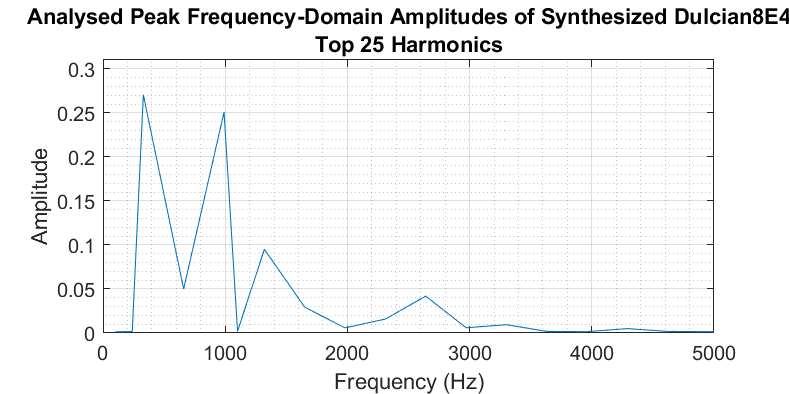 Analysed Peak Frequency-Domain Amplitudes of Synthesized Dulcian8E4
Top 25 Harmonics
0.3
0.25
0.2
0.15
0.1
0.05
0
Amplitude
0 1000 2000 3000 4000 5000
Frequency (Hz)